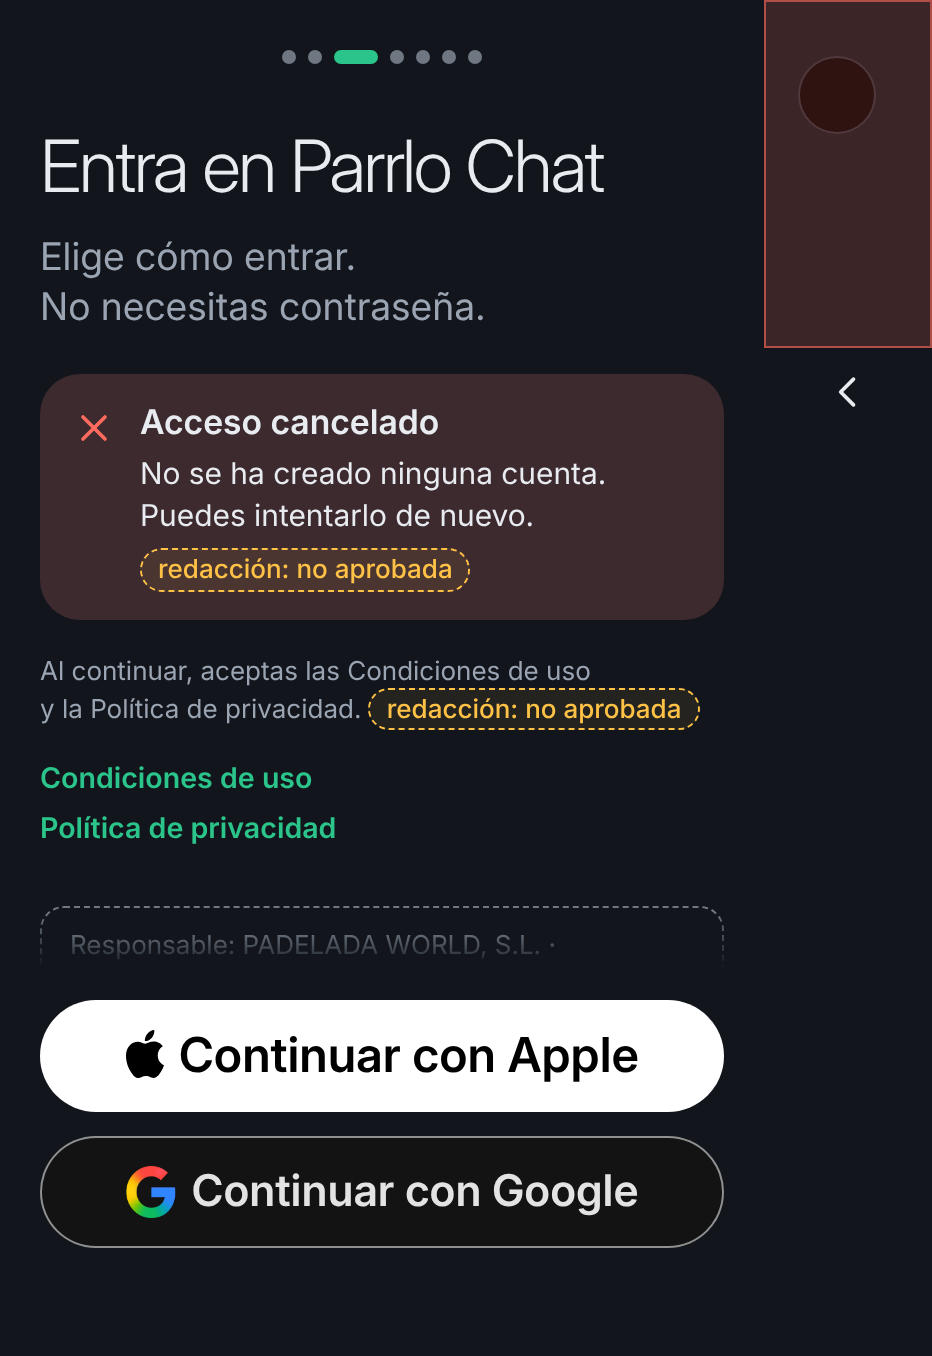 Entra en Parrlo Chat
Elige cómo entrar.
No necesitas contraseña.
Acceso cancelado
No se ha creado ninguna cuenta.
Puedes intentarlo de nuevo.
redacción: no aprobada
Al continuar, aceptas las Condiciones de uso
y la Política de privacidad. redacción: no aprobada
Condiciones de uso
Política de privacidad
Responsable: PADELADA WORLD, S.L. ·
Continuar con Apple
Continuar con Google